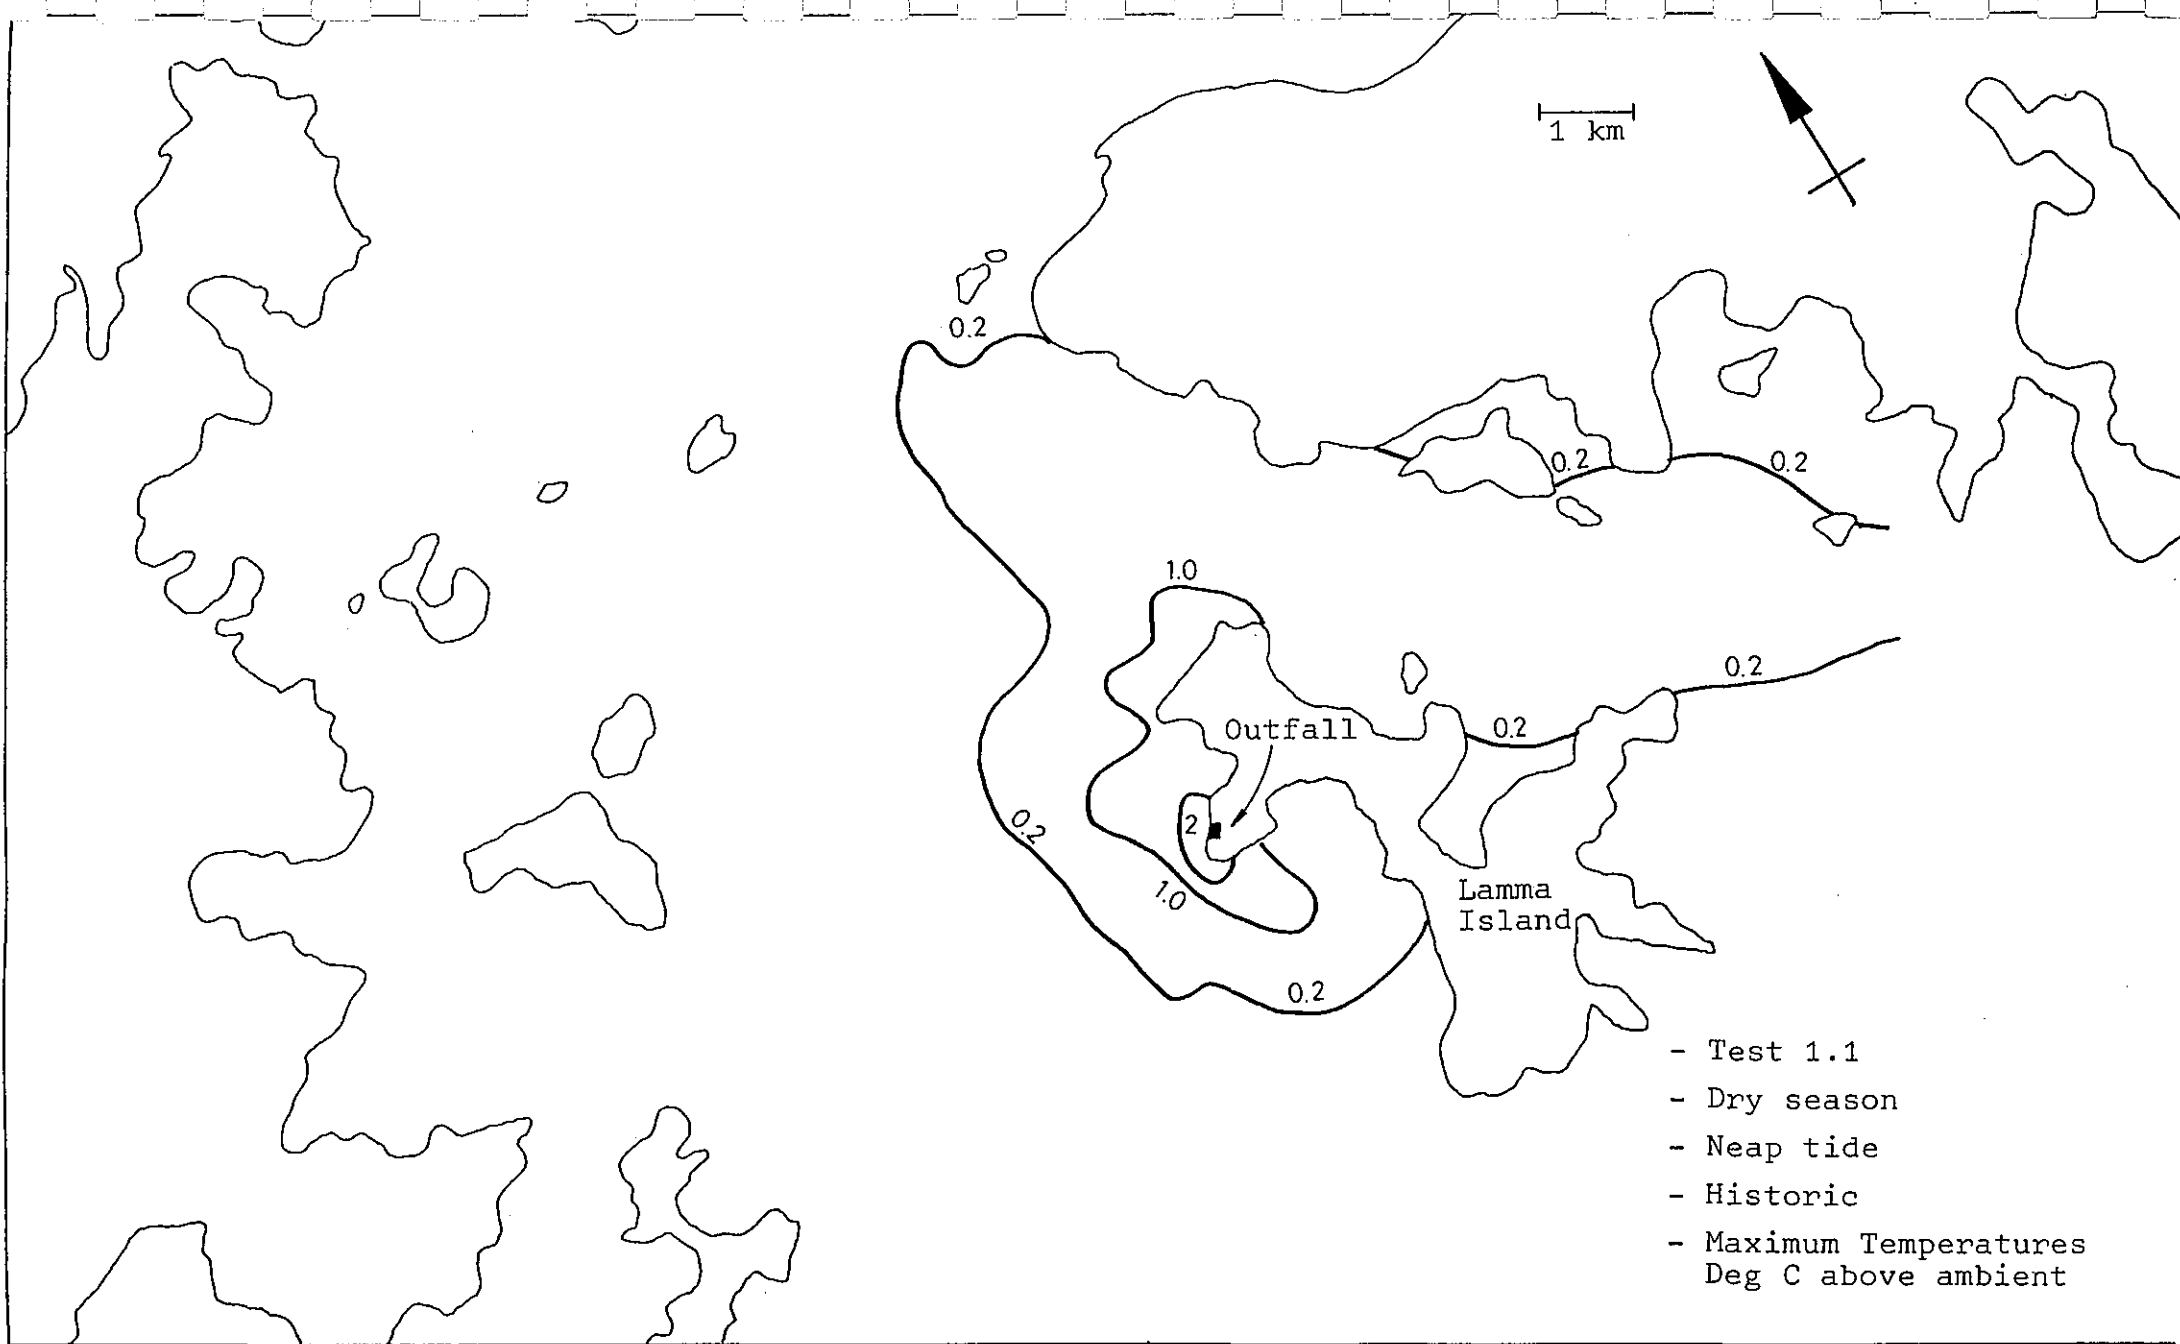 1 km
0.2
0.2
0.2
1.0
0.2
Outfall
0.2
0.2
2
1.0
Lamma
Island
0.2
- Test 1.1
- Dry season
- Neap tide
- Historic
- Maximum Temperatures
Deg C above ambient